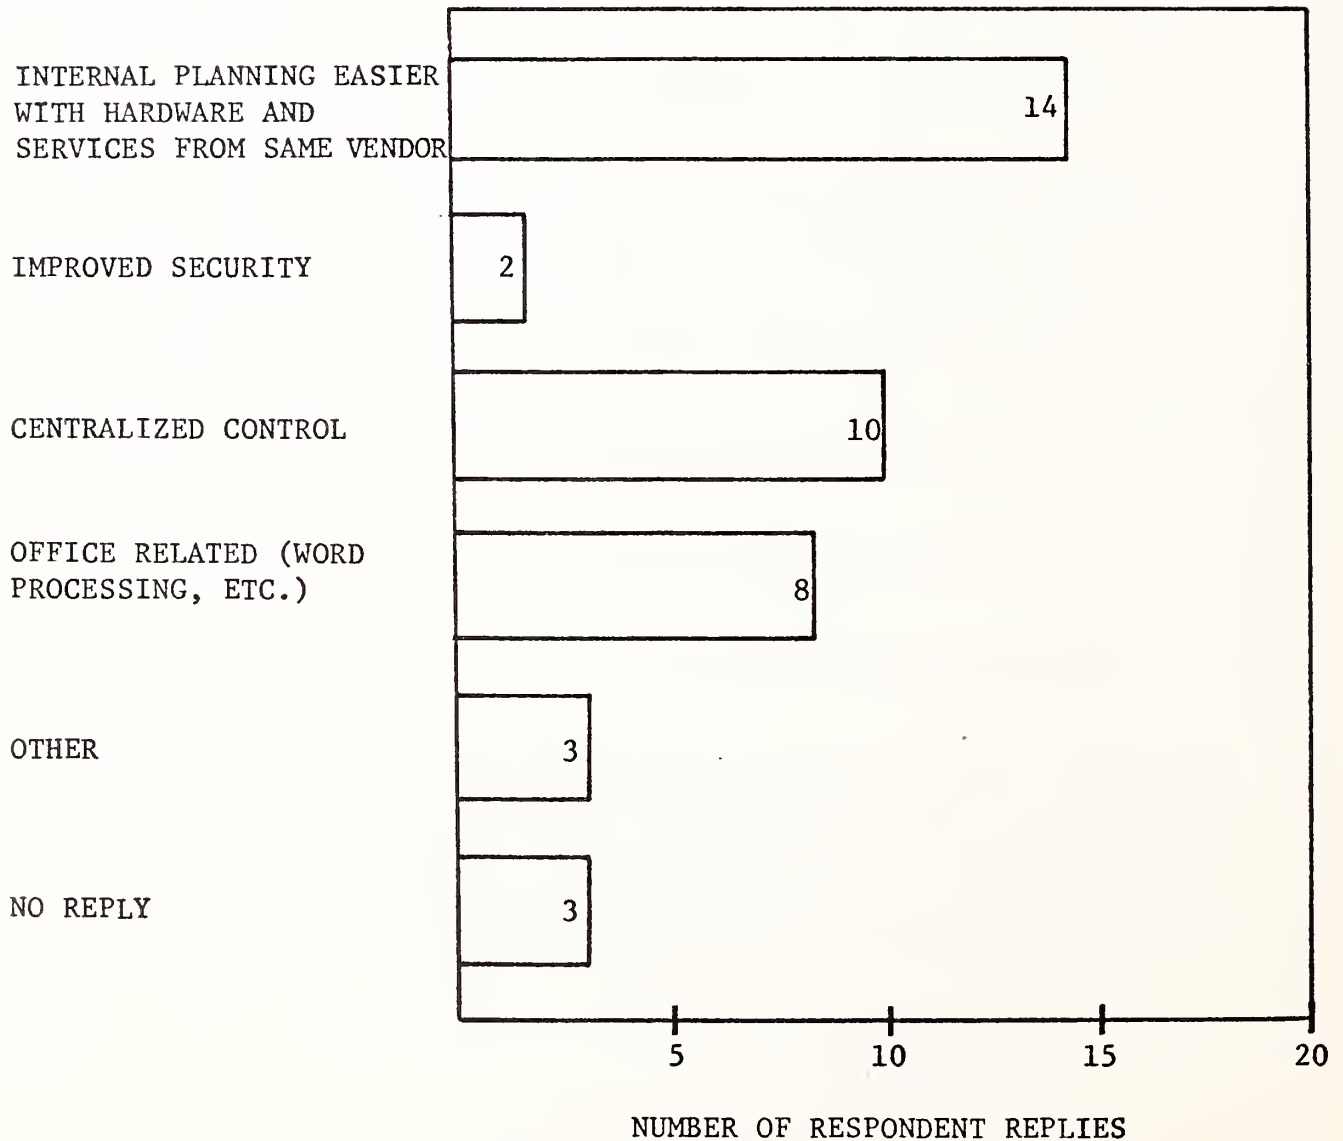 INTERNAL PLANNING EASIER
WITH HARDWARE AND
SERVICES FROM SAME VENDOR
14
IMPROVED SECURITY
2
CENTRALIZED CONTROL
10
OFFICE RELATED (WORD
PROCESSING, ETC.)
8
OTHER
3
NO REPLY
3
5 10 15 20
NUMBER OF RESPONDENT REPLIES